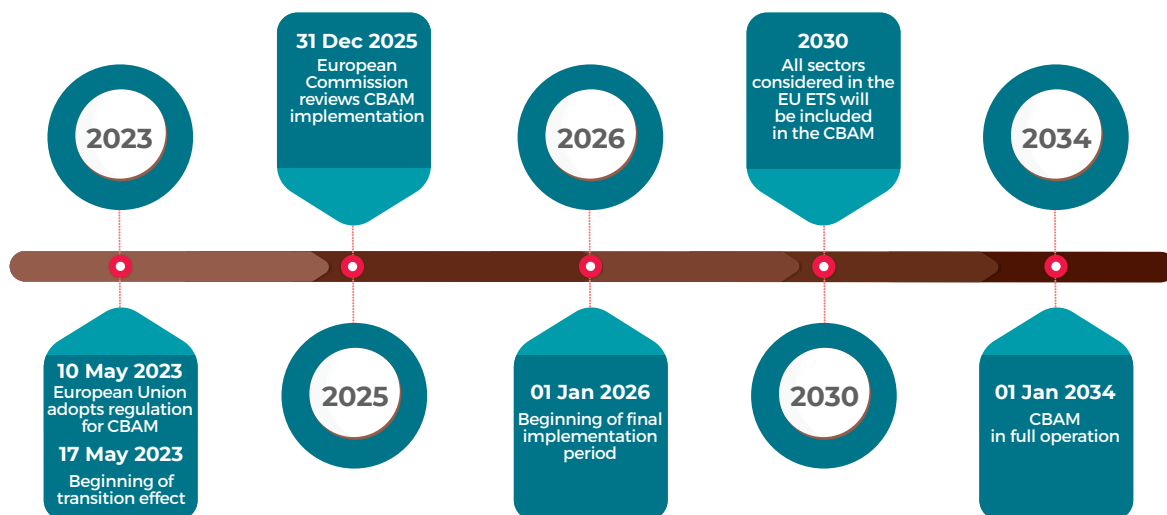 2023
10 May 2023
European Union
adopts regulation
for CBAM
17 May 2023
Beginning of
transition effect
31 Dec 2025
European
Commission
reviews CBAM
implementation
2025
2026
01 Jan 2026
Beginning of final
implementation
period
2030
All sectors
considered in the
EU ETS will
be included
in the CBAM
2030
2034
01 Jan 2034
CBAM
in full operation